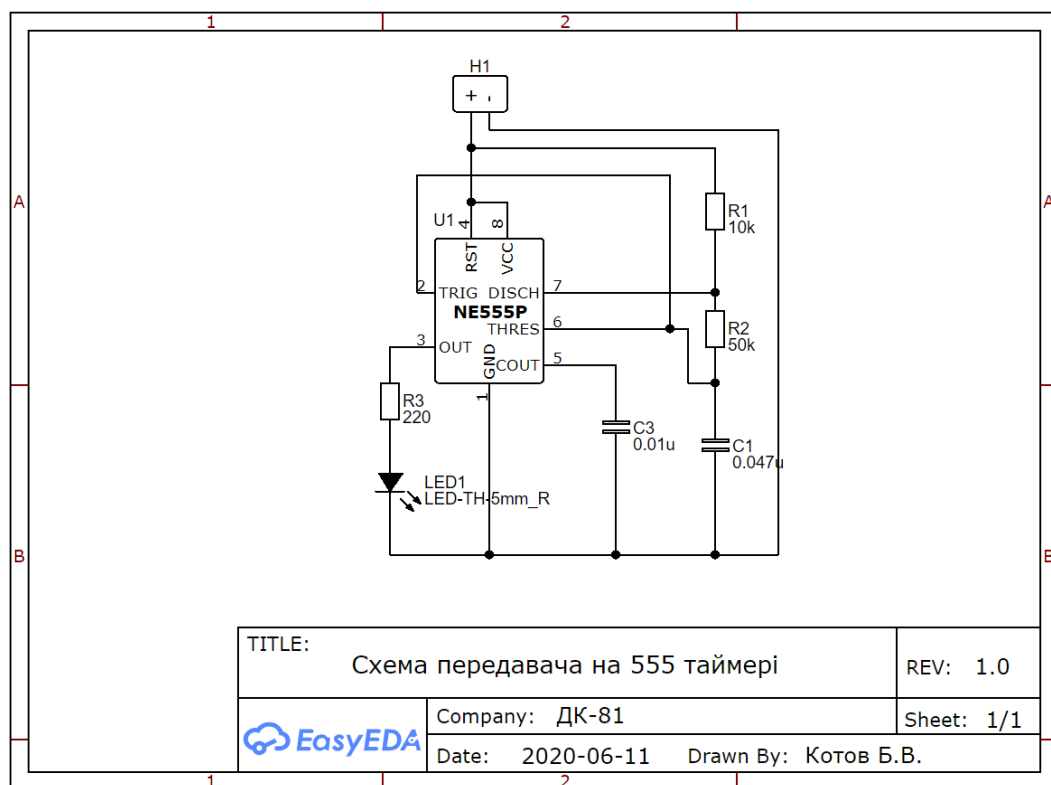 1 2
H1
+ -
A A
R1
10k
U1
4 8
RST VCC
2 TRIG DISCH 7
NE555P
THRES 6
R2
50k
3 OUT
GND
COUT 5
1
R3
220
C3
0.01u
C1
0.047u
LED1
LED-TH-5mm_R
B B
TITLE:
Схема передавача на 555 таймері
REV: 1.0
EasyEDA
Company: ДК-81
Sheet: 1/1
Date: 2020-06-11 Drawn By: Котов Б.В.
1 2